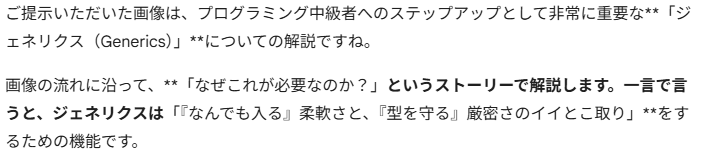 ご提示いただいた画像は、プログラミング中級者へのステップアップとして非常に重要な**「ジ
ェネリクス（Generics）」**についての解説ですね。
画像の流れに沿って、**「なぜこれが必要なのか？」というストーリーで解説します。一言で言
うと、ジェネリクスは「『なんでも入る』柔軟さと、『型を守る』厳密さのイイとこ取り」**をす
るための機能です。